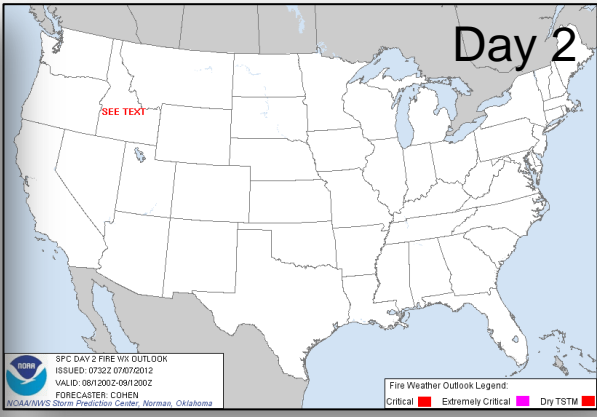 Day 2
SEE TEXT
NOAA
SPC DAY 2 FIRE WX OUTLOOK
ISSUED: 0732Z 07/07/2012
VALID: 08/1200Z-09/1200Z
FORECASTER: COHEN
NOAA/NWS Storm Prediction Center, Norman, Oklahoma
Fire Weather Outlook Legend:
Critical Extremely Critical Dry TSTM